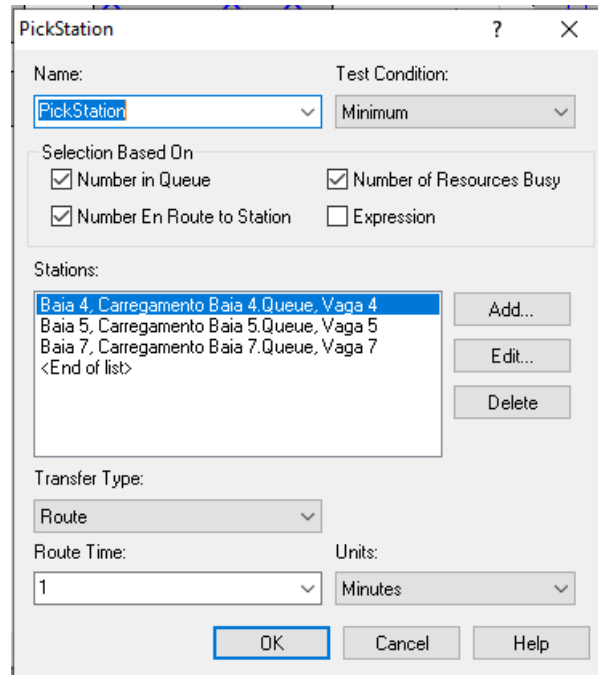 PickStation ? ×
Name: Test Condition:
PickStation Minimum
Selection Based On
Number in Queue Number of Resources Busy
Number En Route to Station Expression
Stations:
Baia 4, Carregamento Baia 4.Queue, Vaga 4
Baia 5, Carregamento Baia 5.Queue, Vaga 5
Baia 7, Carregamento Baia 7.Queue, Vaga 7
<End of list>
Add...
Edit...
Delete
Transfer Type:
Route
Route Time: Units:
1 Minutes
OK Cancel Help